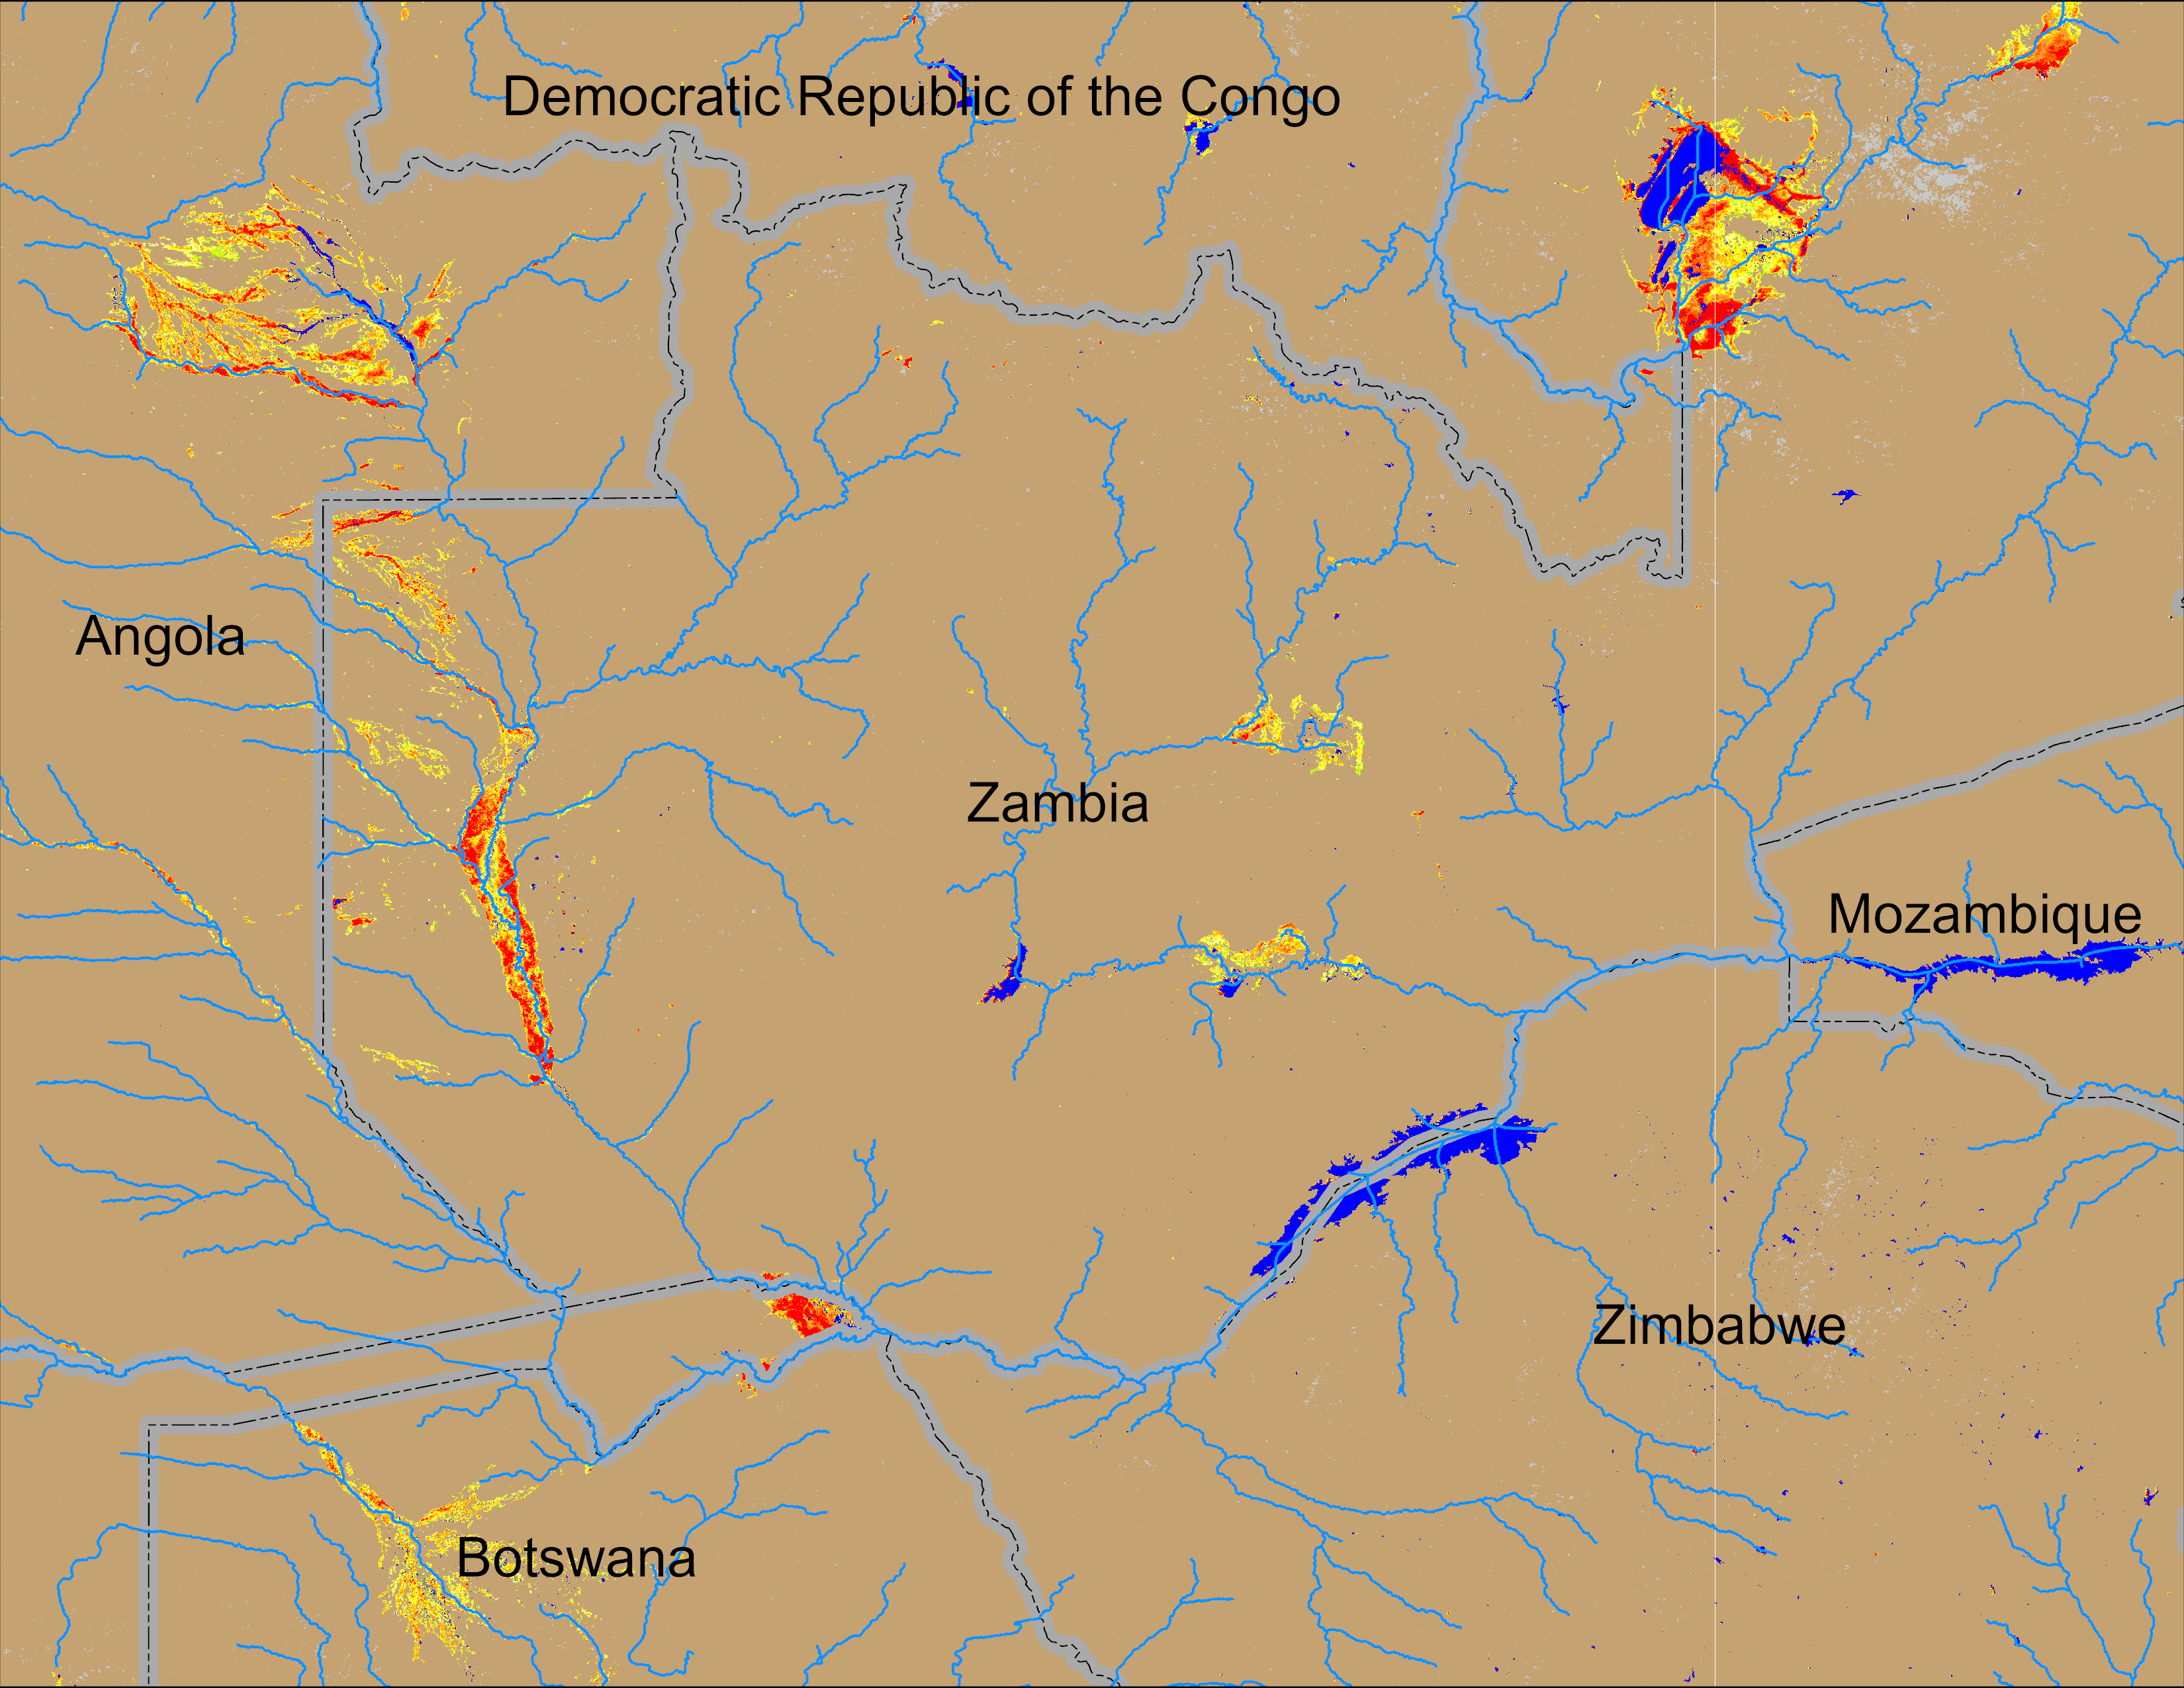 Democratic Republic of the Congo
Angola
Zambia
Mozambique
Zimbabwe
Botswana